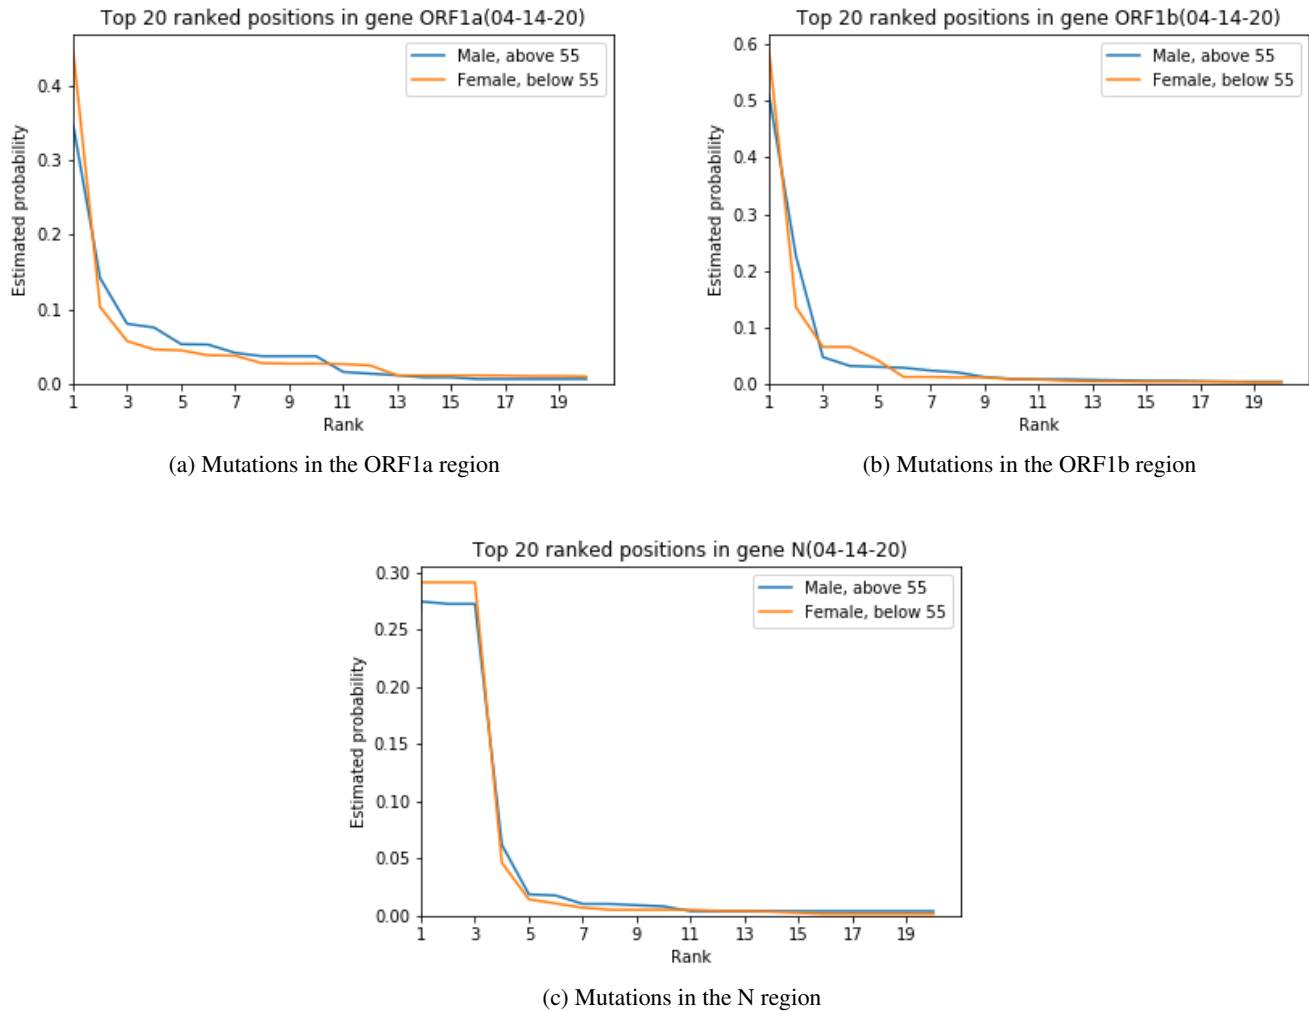 Top 20 ranked positions in gene ORF1a(04-14-20)
Male, above 55
Female, below 55
0.4
0.3
0.2
0.1
0.0
Estimated probability
1 3 5 7 9 11 13 15 17 19
Rank
(a) Mutations in the ORF1a region
Top 20 ranked positions in gene ORF1b(04-14-20)
Male, above 55
Female, below 55
0.6
0.5
0.4
0.3
0.2
0.1
0.0
Estimated probability
1 3 5 7 9 11 13 15 17 19
Rank
(b) Mutations in the ORF1b region
Top 20 ranked positions in gene N(04-14-20)
Male, above 55
Female, below 55
0.30
0.25
0.20
0.15
0.10
0.05
0.00
Estimated probability
1 3 5 7 9 11 13 15 17 19
Rank
(c) Mutations in the N region